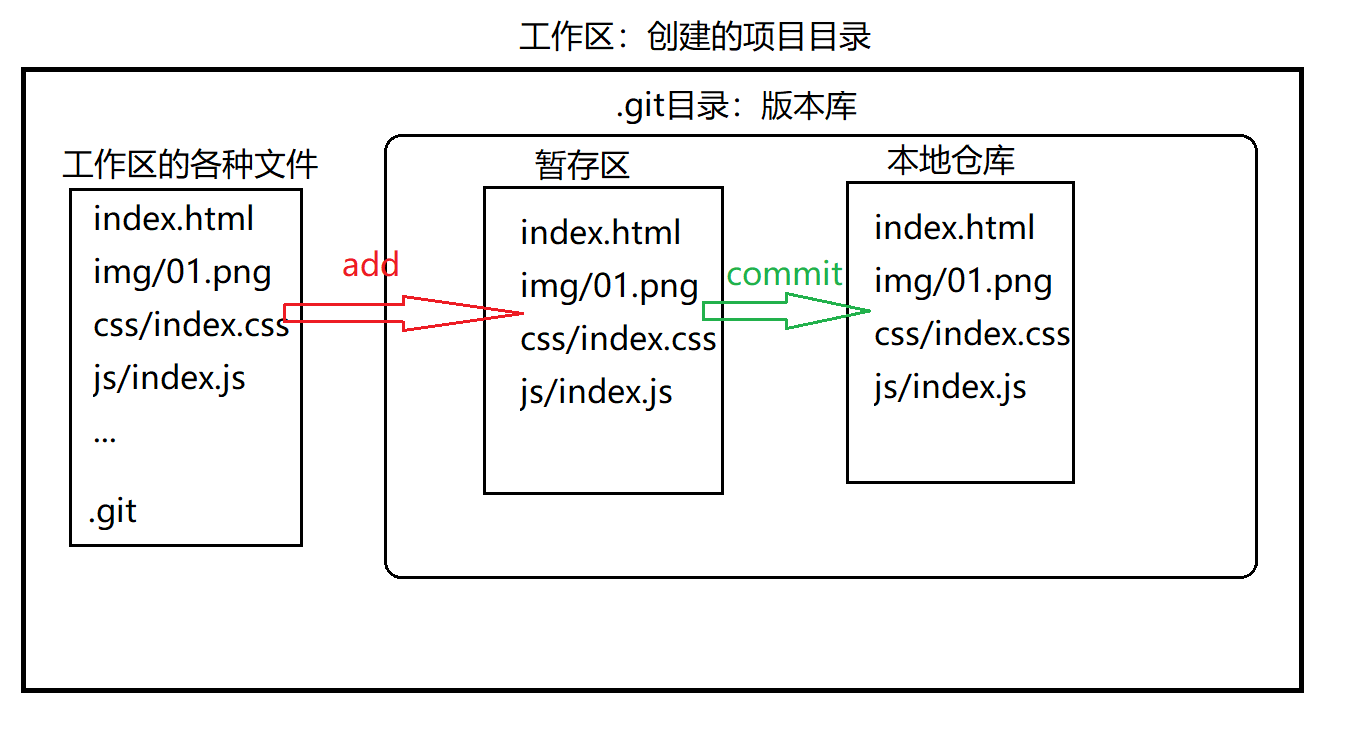 工作区：创建的项目目录
.git目录：版本库
工作区的各种文件
index.html
img/01.png
css/index.css
js/index.js
...
.git
add
暂存区
index.html
img/01.png
css/index.css
js/index.js
commit
本地仓库
index.html
img/01.png
css/index.css
js/index.js